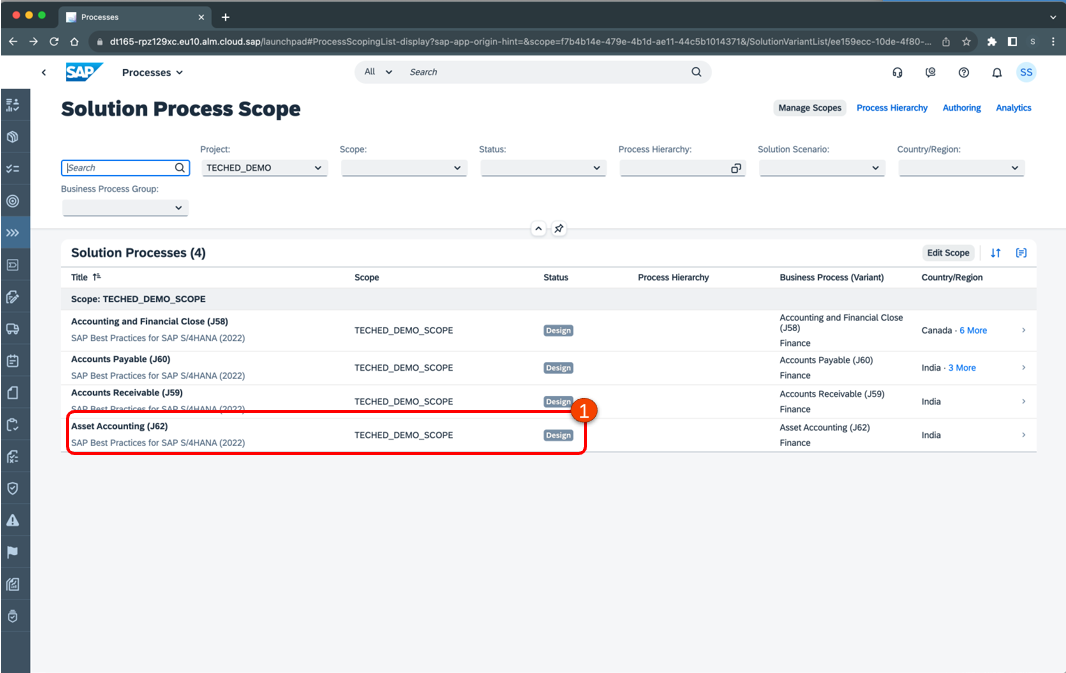 Processes
dt165-rpz129xc.eu10.alm.cloud.sap/launchpad#ProcessScopingList-display?sap-app-origin-hint=&scope=f7b4b14e-479e-4b1d-ae11-44c5b1014371&/SolutionVariantList/ee159ecc-10de-4f80-...
S
SAP Processes All Search SS
Solution Process Scope
Manage Scopes Process Hierarchy Authoring Analytics
Project: Scope: Status: Process Hierarchy: Solution Scenario: Country/Region:
Search TECHED_DEMO
Business Process Group:
Solution Processes (4) Edit Scope
Title Scope Status Process Hierarchy Business Process (Variant) Country/Region
Scope: TECHED_DEMO_SCOPE
Accounting and Financial Close (J58)
SAP Best Practices for SAP S/4HANA (2022)
TECHED_DEMO_SCOPE
Design
Accounting and Financial Close
(J58)
Finance
Canada · 6 More
Accounts Payable (J60)
SAP Best Practices for SAP S/4HANA (2022)
TECHED_DEMO_SCOPE
Design
Accounts Payable (J60)
Finance
India · 3 More
Accounts Receivable (J59)
SAP Best Practices for SAP S/4HANA (2022)
TECHED_DEMO_SCOPE
Design
Accounts Receivable (J59)
Finance
India
1
Asset Accounting (J62)
SAP Best Practices for SAP S/4HANA (2022)
TECHED_DEMO_SCOPE
Design
Asset Accounting (J62)
Finance
India